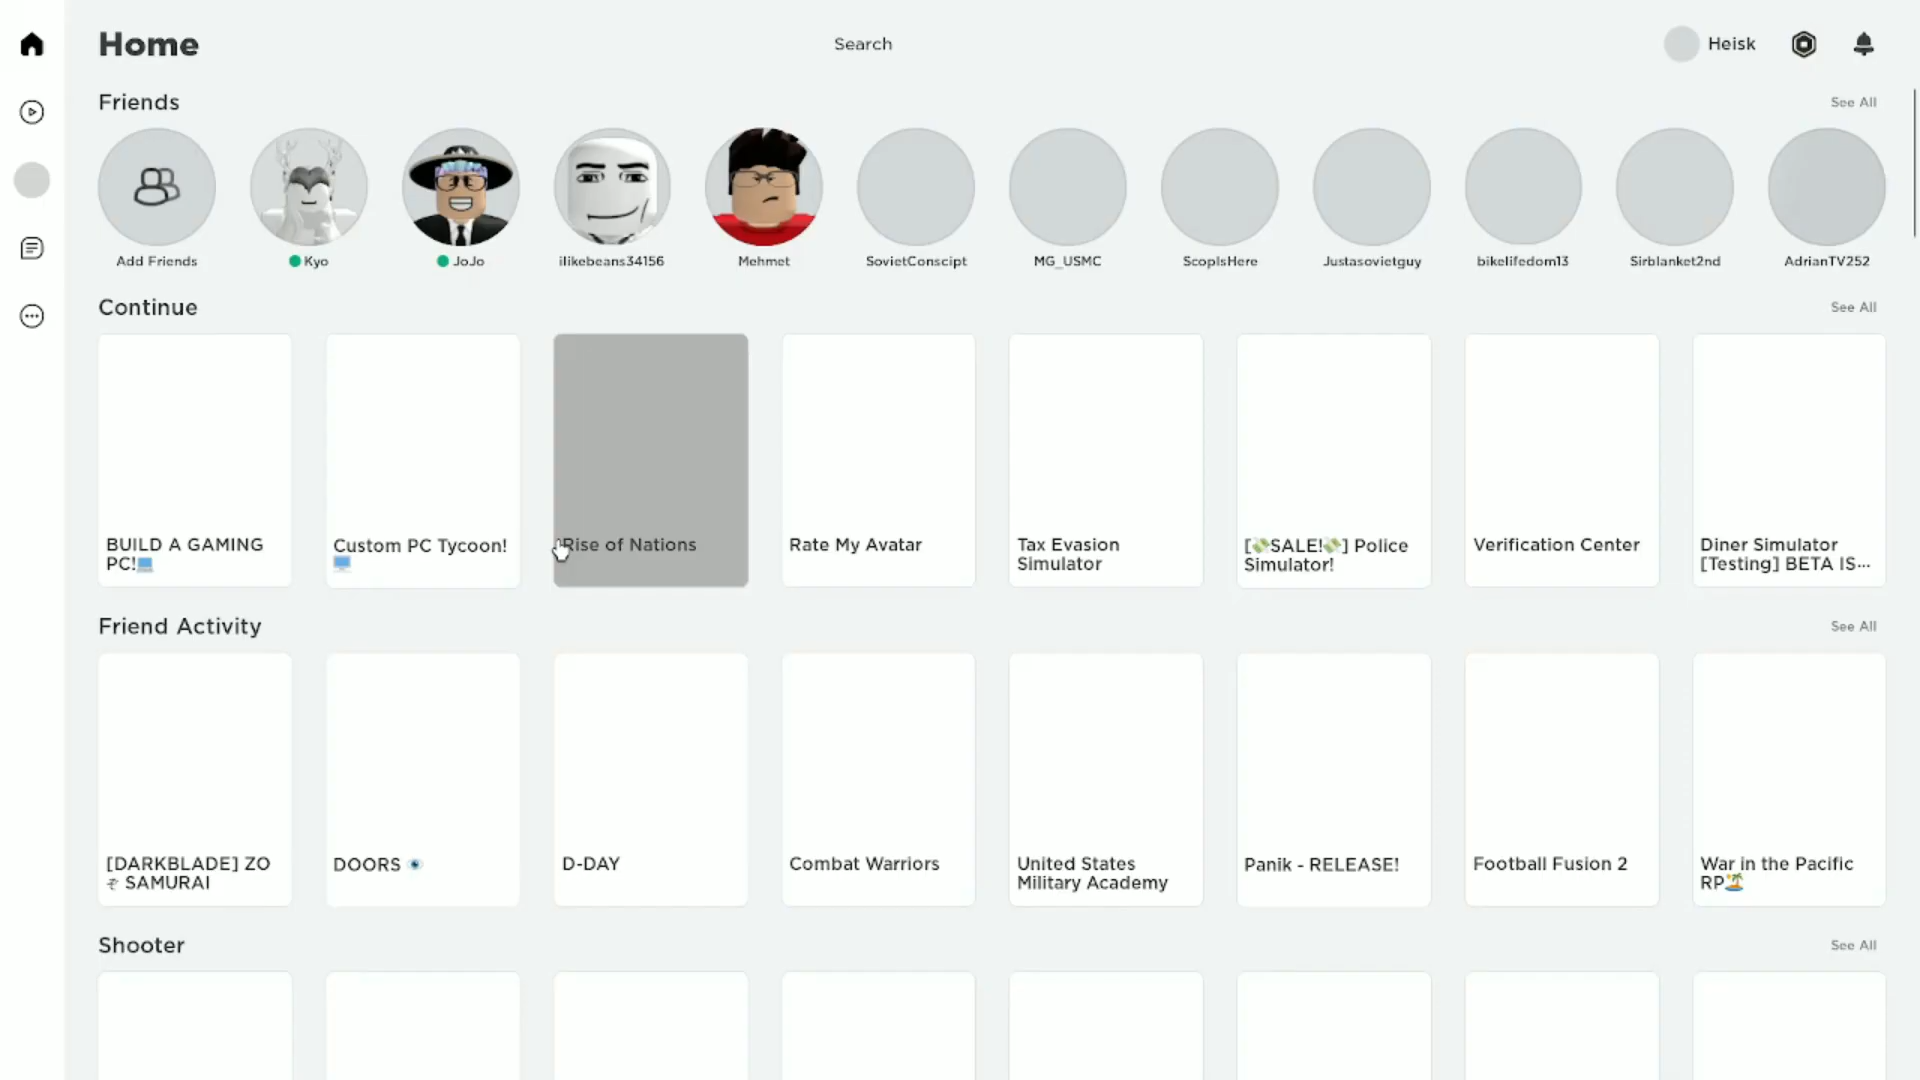 Home
Search
Heisk
Friends
See All
Add Friends
Kyo
JoJo
ilikebeans34156
Mehmet
SovietConscipt
MG_USMC
ScoplsHere
Justasovietguy
bikelifedom13
Sirblanket2nd
AdrianTV252
Continue
See All
BUILD A GAMING
PC!💻
Custom PC Tycoon!
🖥️
Rise of Nations
Rate My Avatar
Tax Evasion
Simulator
[💸SALE!💸] Police
Simulator!
Verification Center
Diner Simulator
[Testing] BETA IS...
Friend Activity
See All
[DARKBLADE] ZO
ぞ SAMURAI
DOORS 👁️
D-DAY
Combat Warriors
United States
Military Academy
Panik - RELEASE!
Football Fusion 2
War in the Pacific
RP🏝️
Shooter
See All